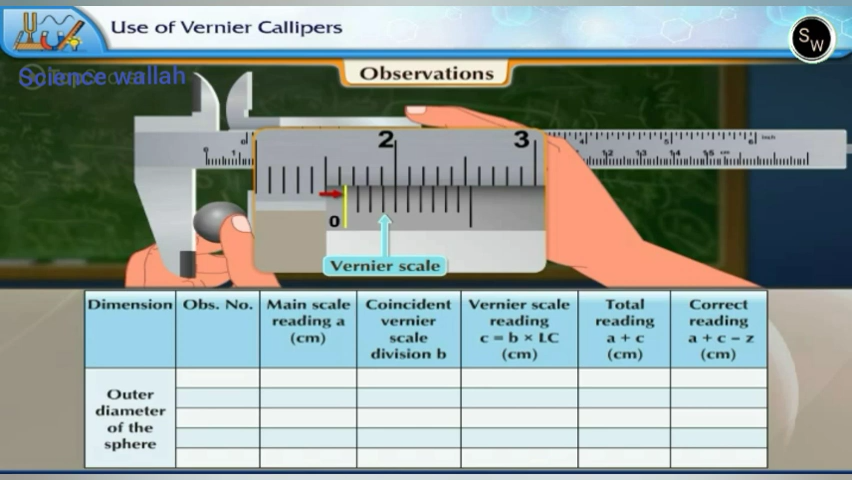 Use of Vernier Callipers
S
W
Science wallah
Observations
2 3
0
Vernier scale
Dimension Obs. No. Main scale reading a (cm) Coincident vernier scale division b Vernier scale reading c = b × LC (cm) Total reading a + c (cm) Correct reading a + c – z (cm)
Outer
diameter
of the
sphere